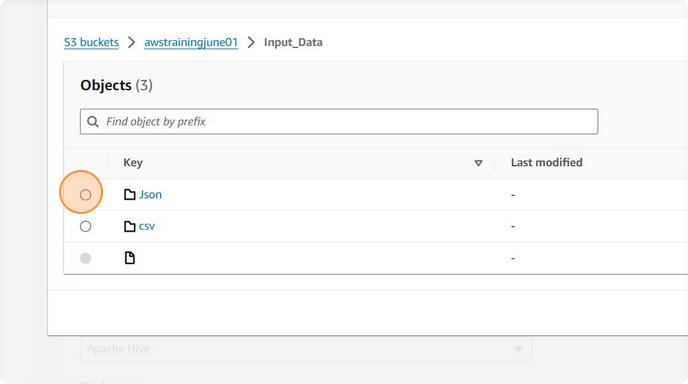 S3 buckets > awstrainingjune01 > Input_Data
Objects (3)
Find object by prefix
Key Last modified
Json -
csv -
-
Apache Hive